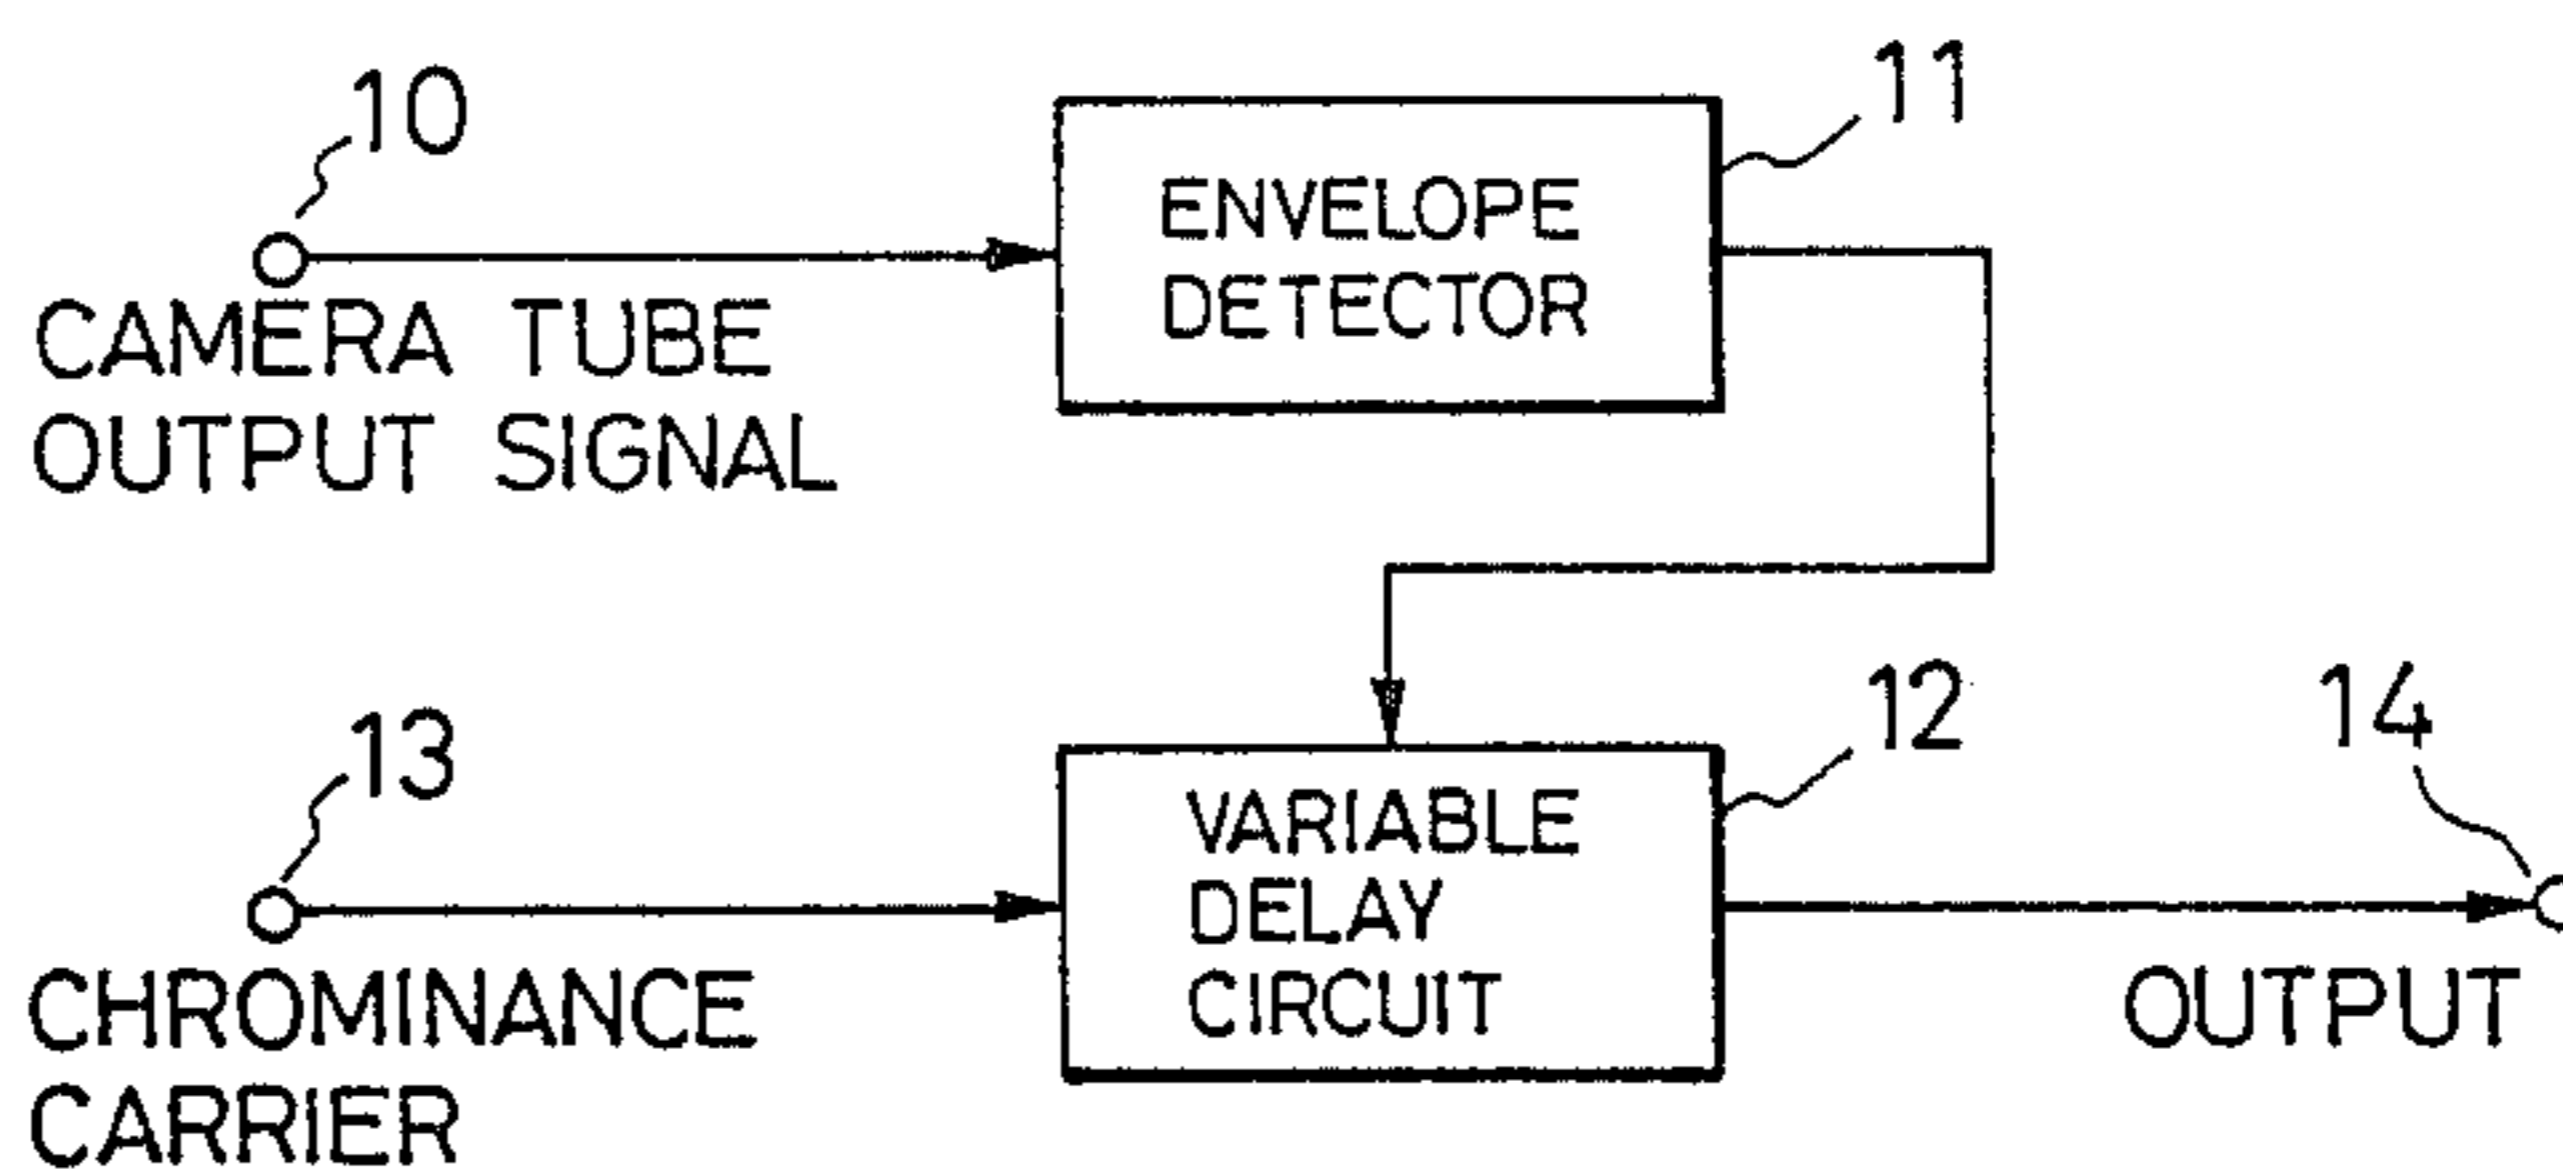 10
11
ENVELOPE
DETECTOR
CAMERA TUBE
OUTPUT SIGNAL
12
14
13
VARIABLE
DELAY
CIRCUIT
CHROMINANCE
CARRIER
OUTPUT